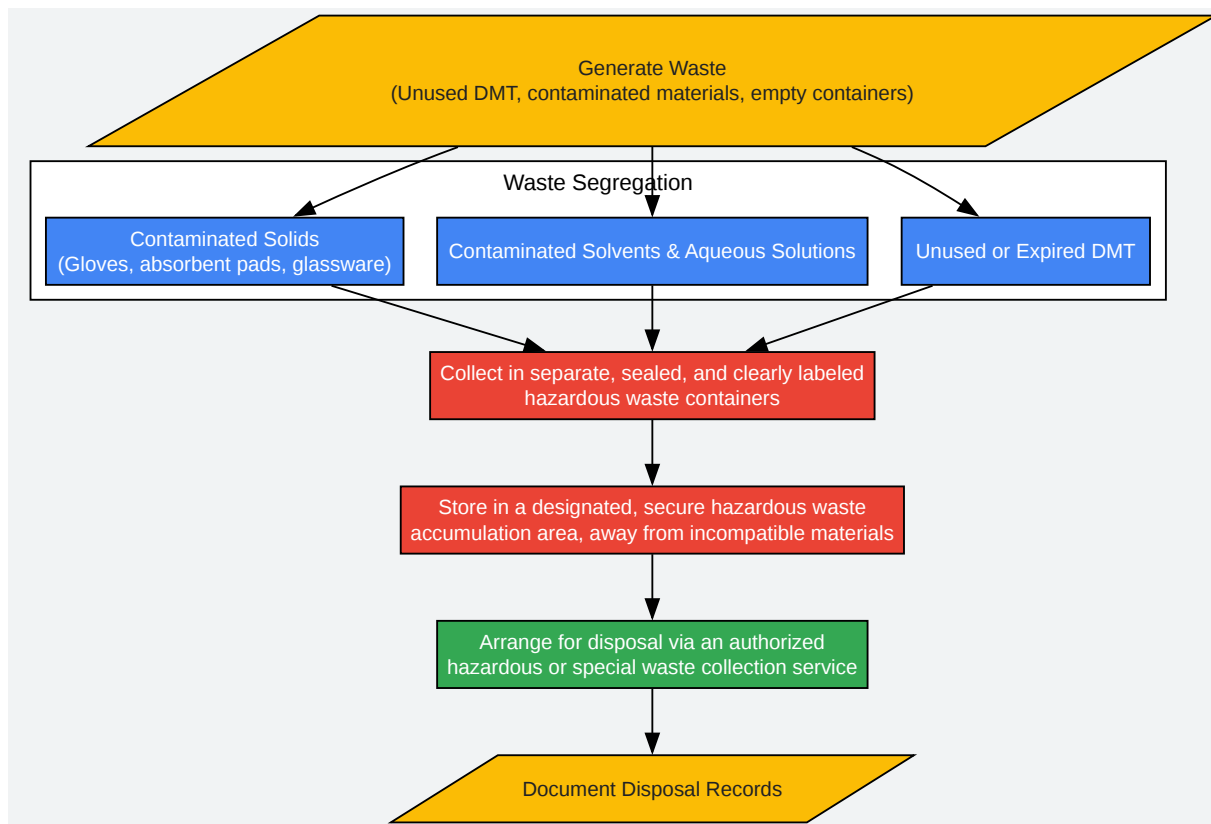 Generate Waste
(Unused DMT, contaminated materials, empty containers)
Waste Segregation
Contaminated Solids
(Gloves, absorbent pads, glassware)
Contaminated Solvents & Aqueous Solutions
Unused or Expired DMT
Collect in separate, sealed, and clearly labeled
hazardous waste containers
Store in a designated, secure hazardous waste
accumulation area, away from incompatible materials
Arrange for disposal via an authorized
hazardous or special waste collection service
Document Disposal Records